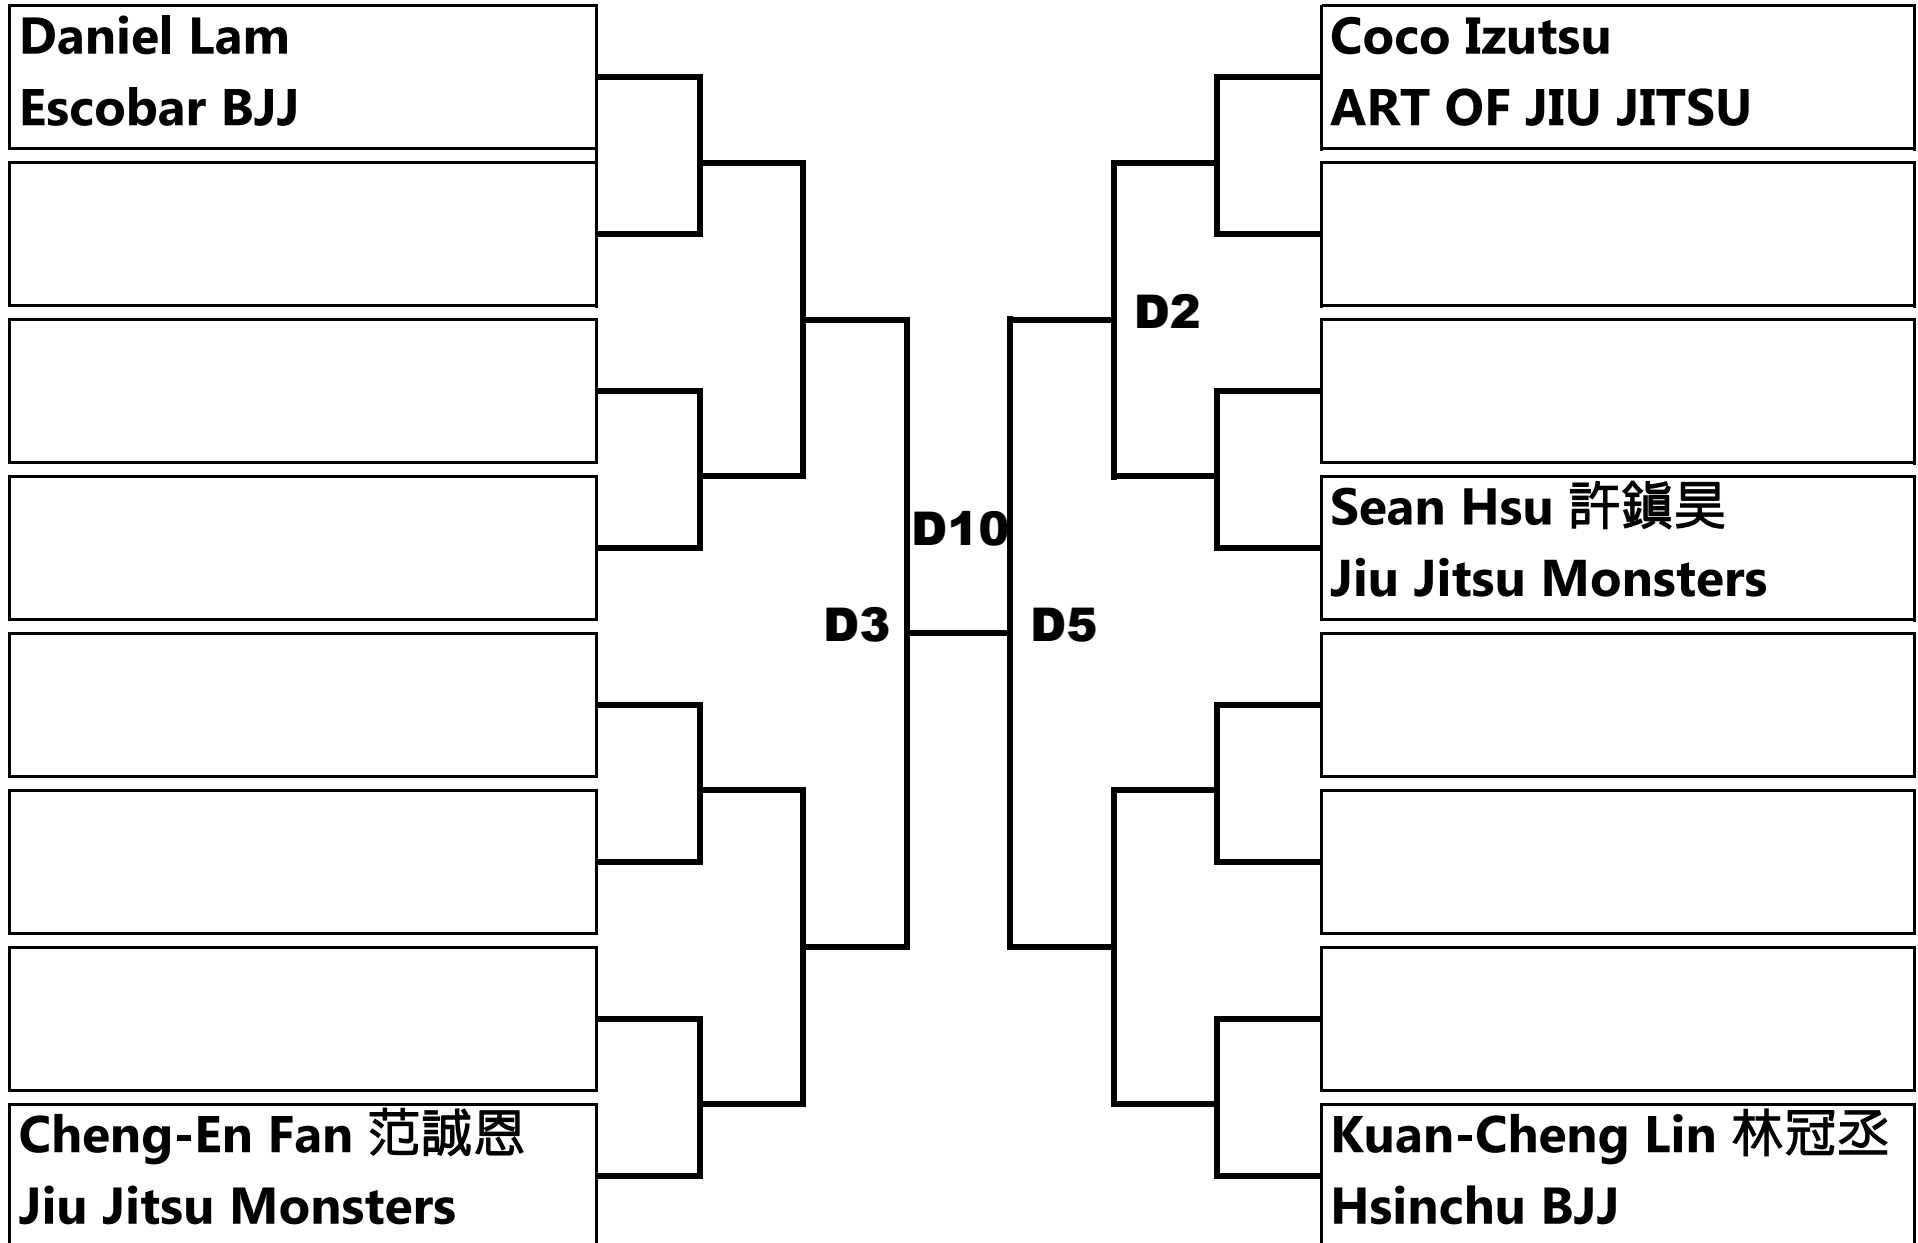 Daniel Lam
Escobar BJJ
Coco Izutsu
ART OF JIU JITSU
D2
Sean Hsu 許鎭昊
Jiu Jitsu Monsters
D10
D3
D5
Cheng-En Fan 范誠恩
Jiu Jitsu Monsters
Kuan-Cheng Lin 林冠丞
Hsinchu BJJ